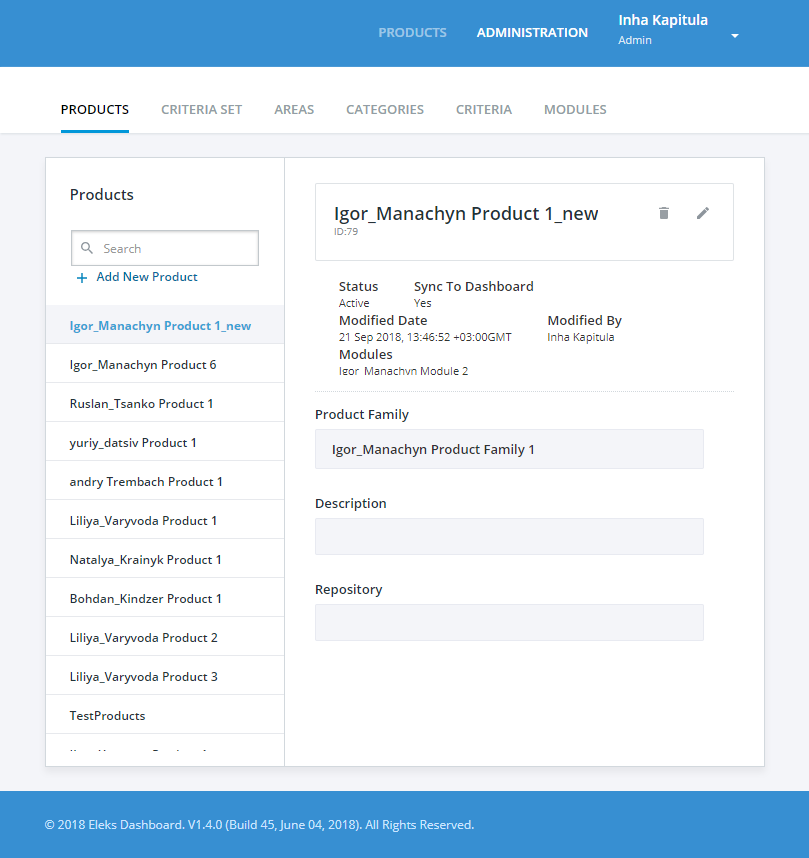 PRODUCTS
ADMINISTRATION
Inha Kapitula
Admin
PRODUCTS
CRITERIA SET
AREAS
CATEGORIES
CRITERIA
MODULES
Products
Search
+ Add New Product
Igor_Manachyn Product 1_new
Igor_Manachyn Product 6
Ruslan_Tsanko Product 1
yuriy_datsiv Product 1
andry Trembach Product 1
Liliya_Varyvoda Product 1
Natalya_Krainyk Product 1
Bohdan_Kindzer Product 1
Liliya_Varyvoda Product 2
Liliya_Varyvoda Product 3
TestProducts
Igor_Manachyn Product 1_new
ID:79
Status
Active
Sync To Dashboard
Yes
Modified Date
21 Sep 2018, 13:46:52 +03:00GMT
Modified By
Inha Kapitula
Modules
Igor_Manachyn Module 2
Product Family
Igor_Manachyn Product Family 1
Description
Repository
© 2018 Eleks Dashboard. V1.4.0 (Build 45, June 04, 2018). All Rights Reserved.